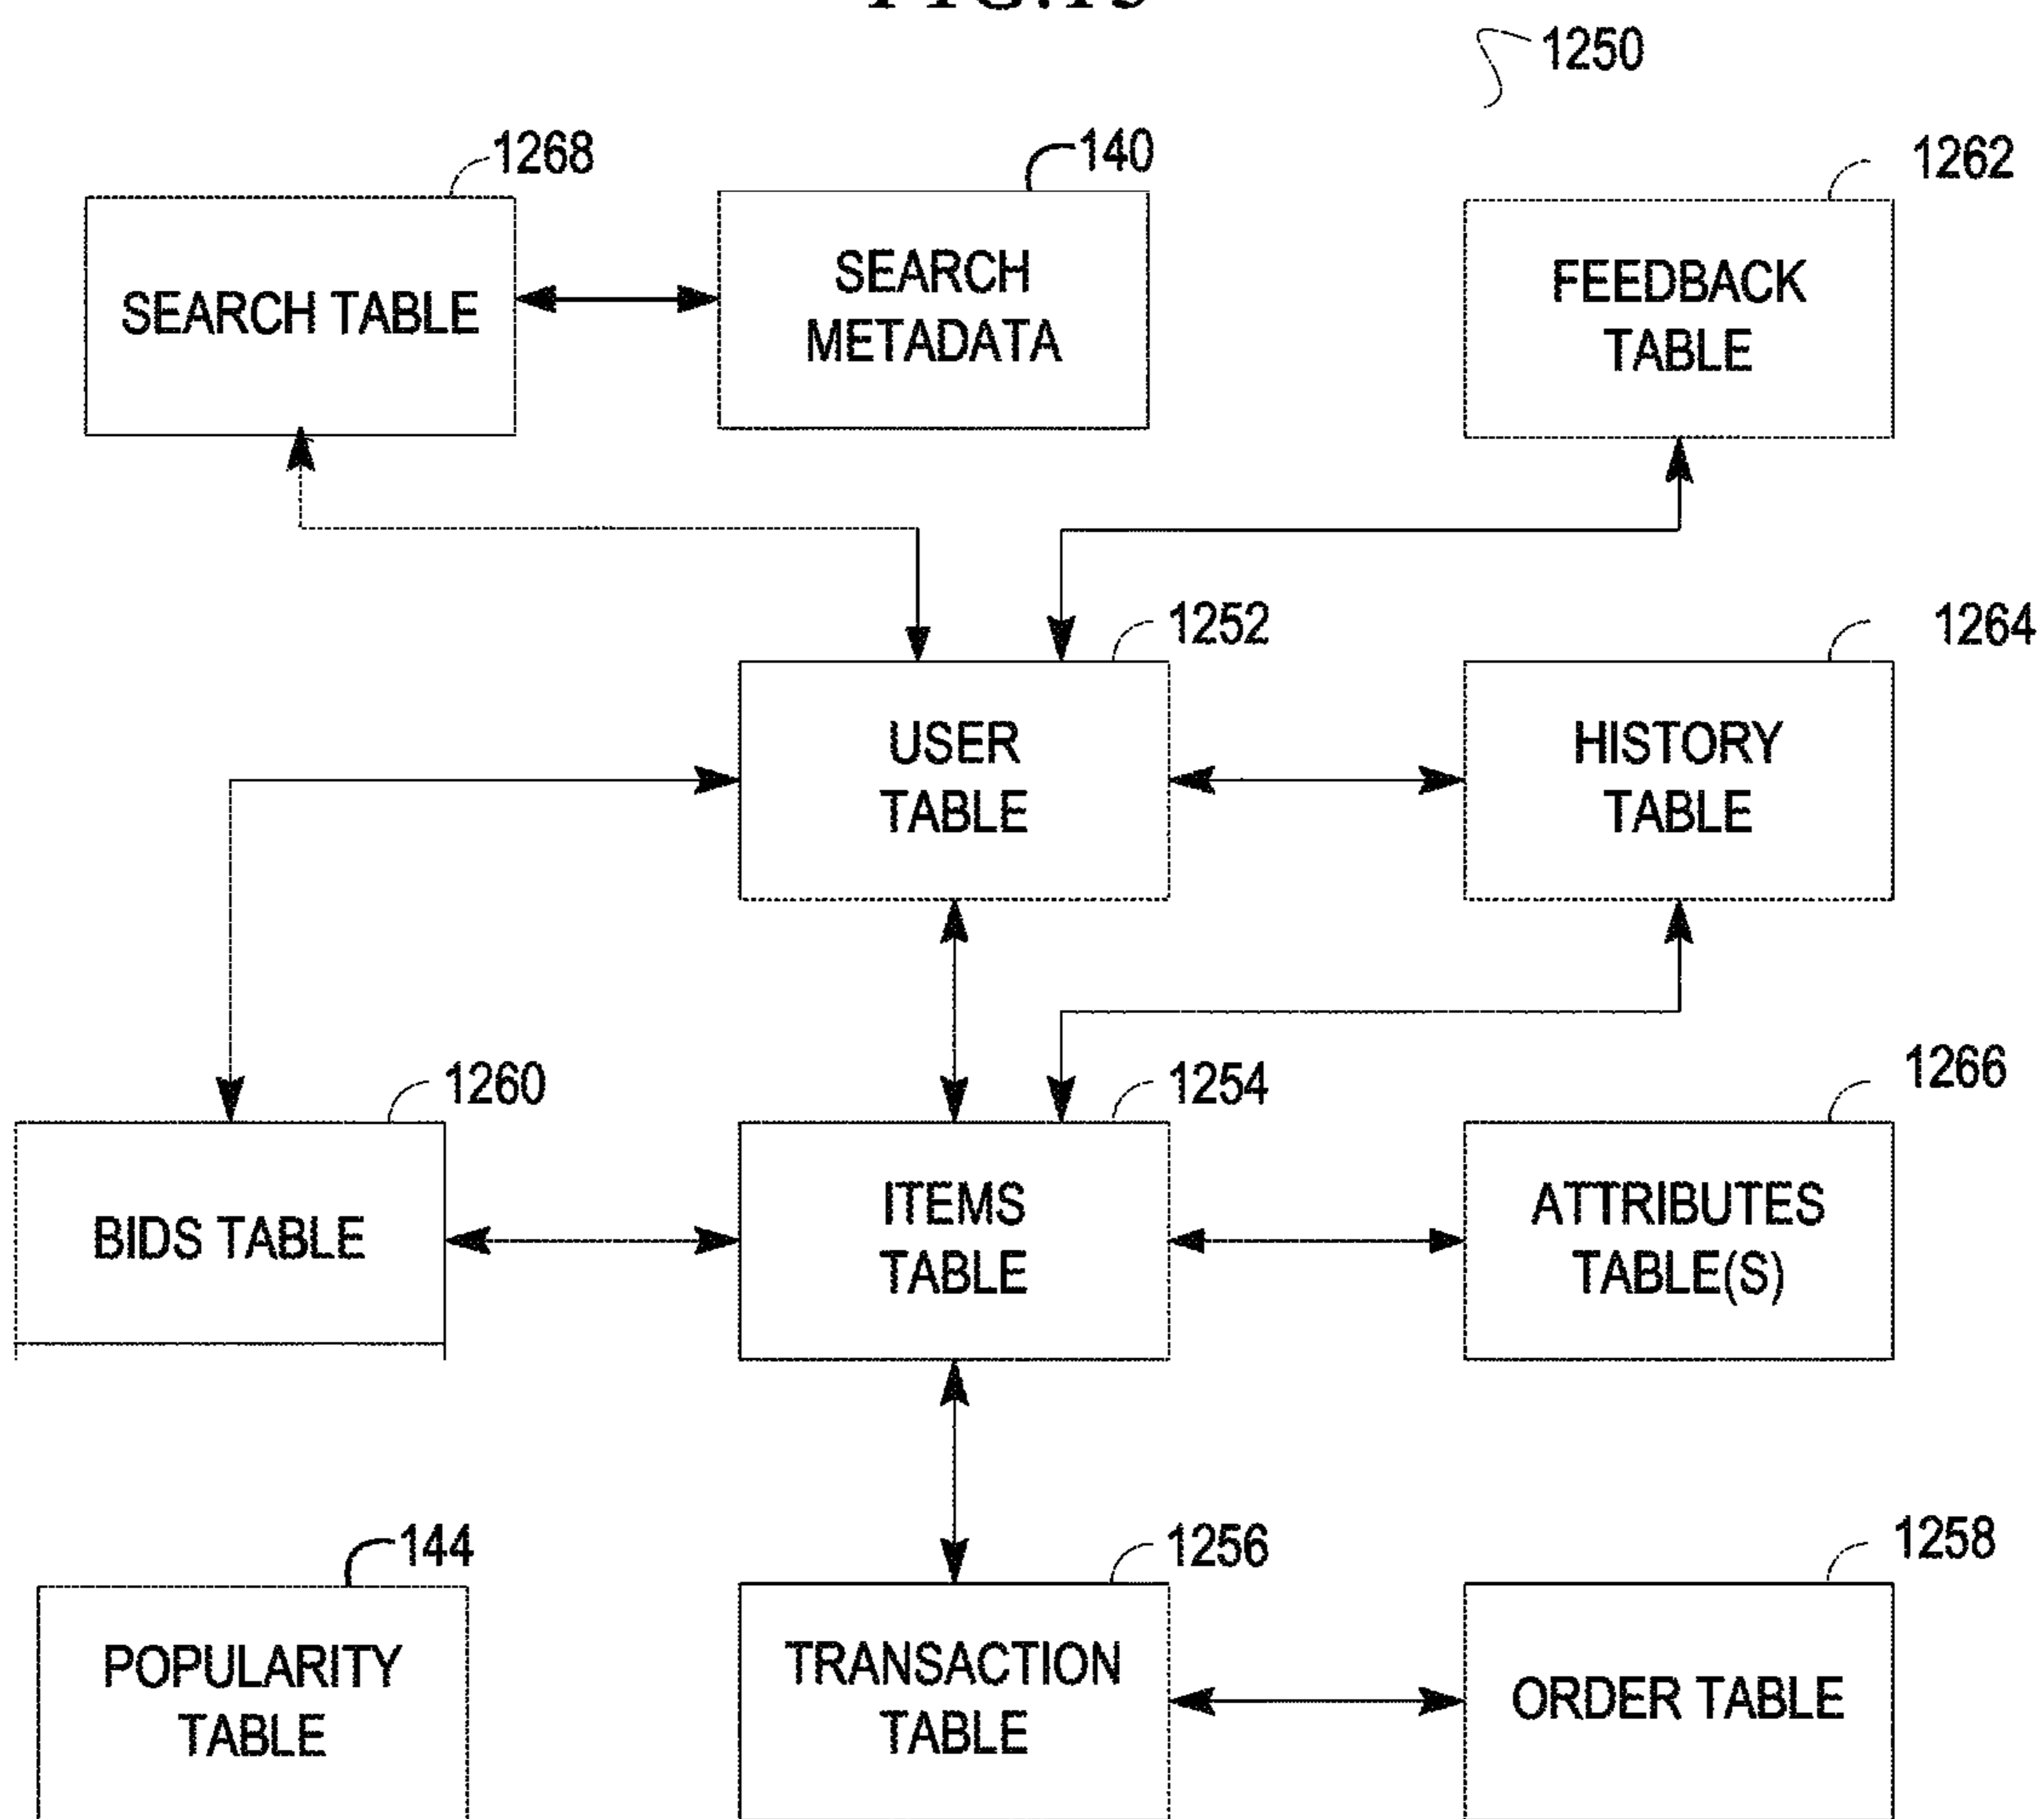 1250
1268
140
1262
SEARCH TABLE
SEARCH
METADATA
FEEDBACK
TABLE
1252
1264
USER
TABLE
HISTORY
TABLE
1260
1254
1266
BIDS TABLE
ITEMS
TABLE
ATTRIBUTES
TABLE(S)
144
1256
1258
POPULARITY
TABLE
TRANSACTION
TABLE
ORDER TABLE